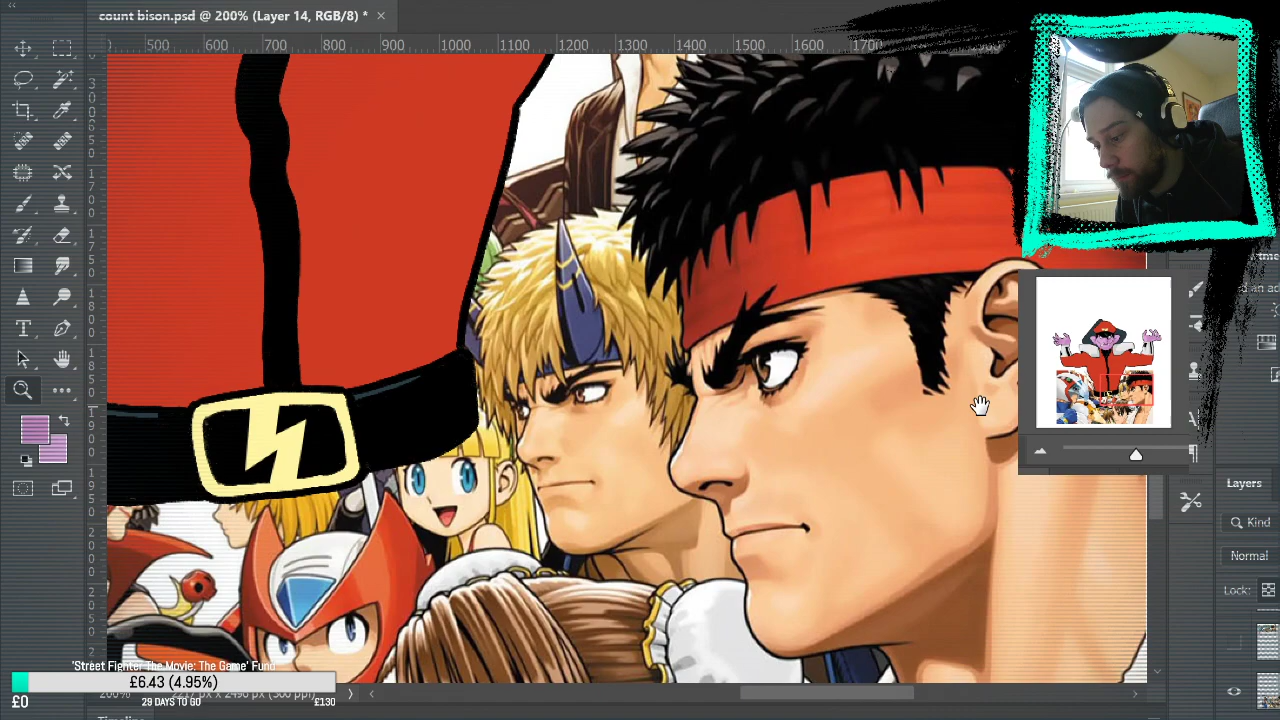 count bison.psd @ 200% (Layer 14, RGB/8) *
500 600 700 800 900 1000 1100 1200 1300 1400 1500 1600 1700
Layers
Kind
Normal
Lock:
'Street Fighter The Movie: The Game' Fund
£6.43 (4.95%)
£0
29 DAYS TO GO
£130
200%
Timeline